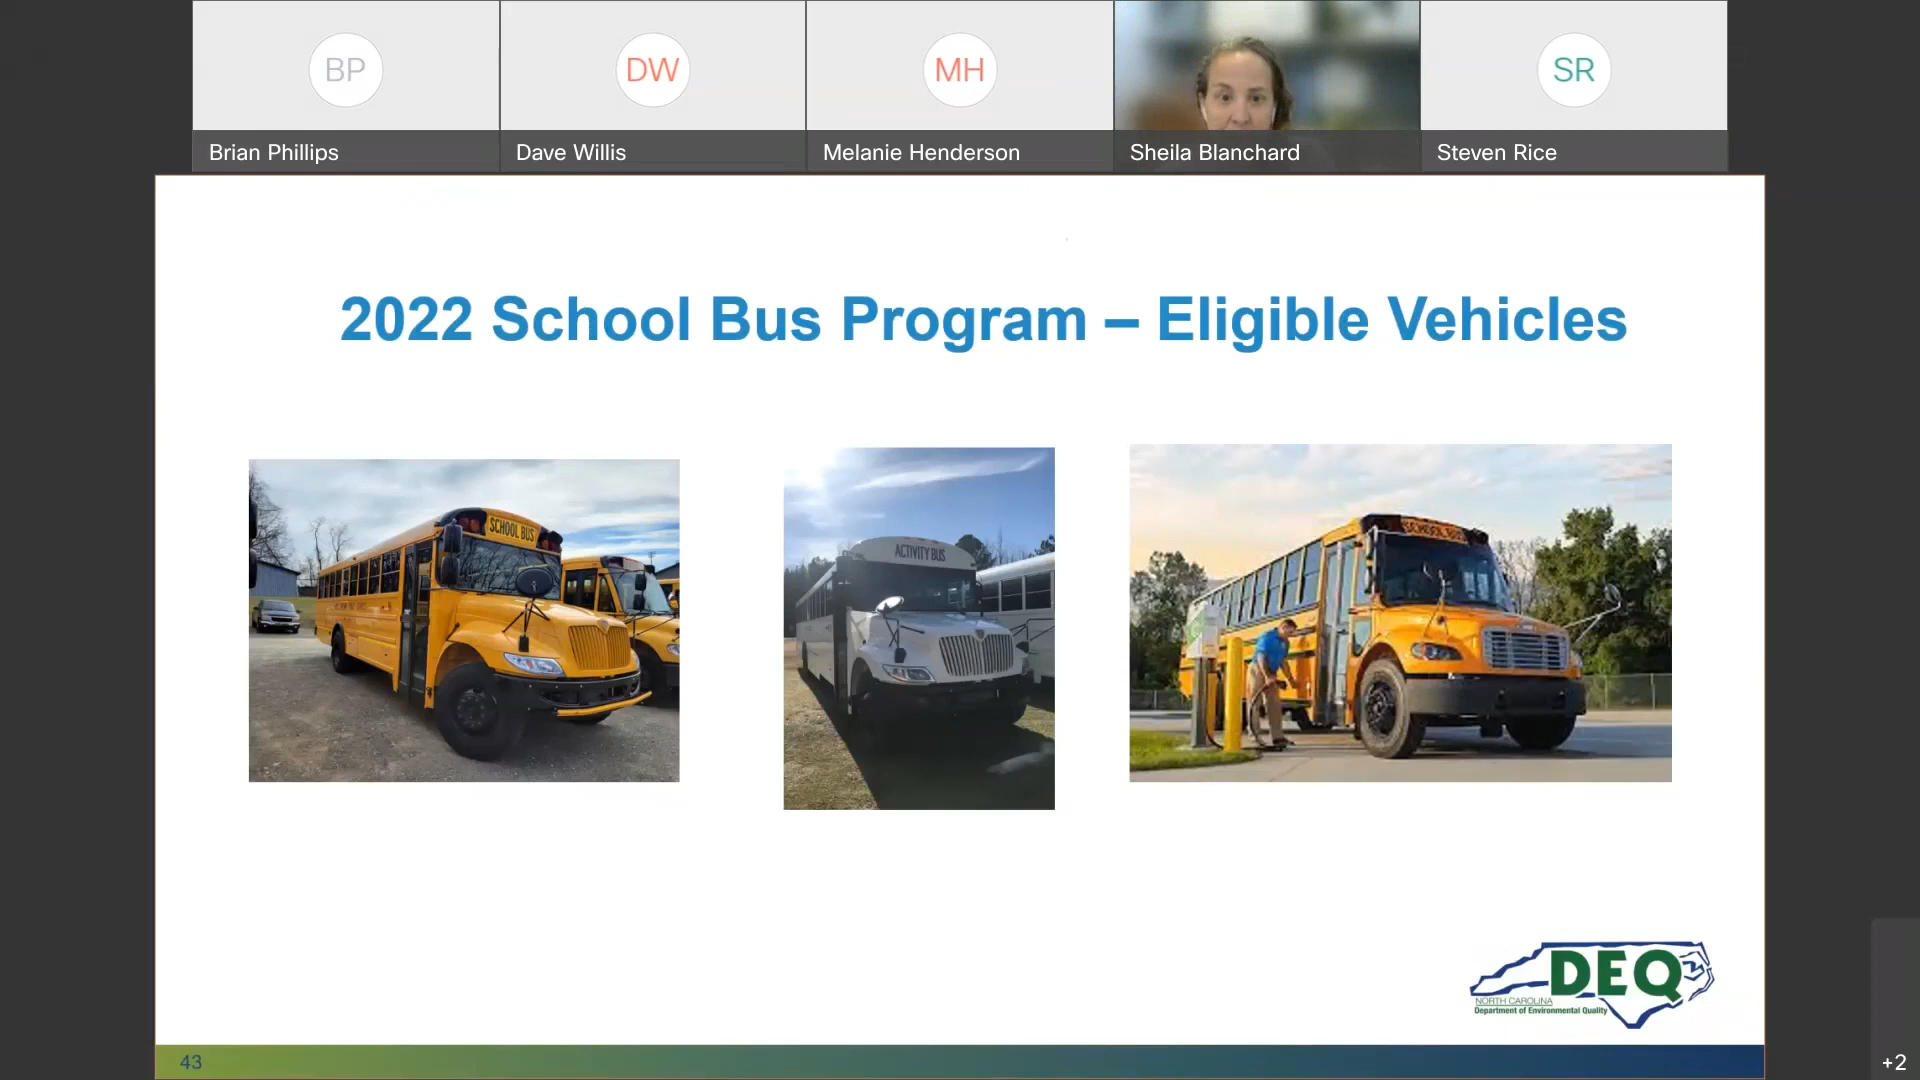 BP
DW
MH
SR
Brian Phillips
Dave Willis
Melanie Henderson
Sheila Blanchard
Steven Rice
2022 School Bus Program – Eligible Vehicles
SCHOOL BUS
ACTIVITY BUS
SCHOOL BUS
DEQ
NORTH CAROLINA
Department of Environmental Quality
43
+2